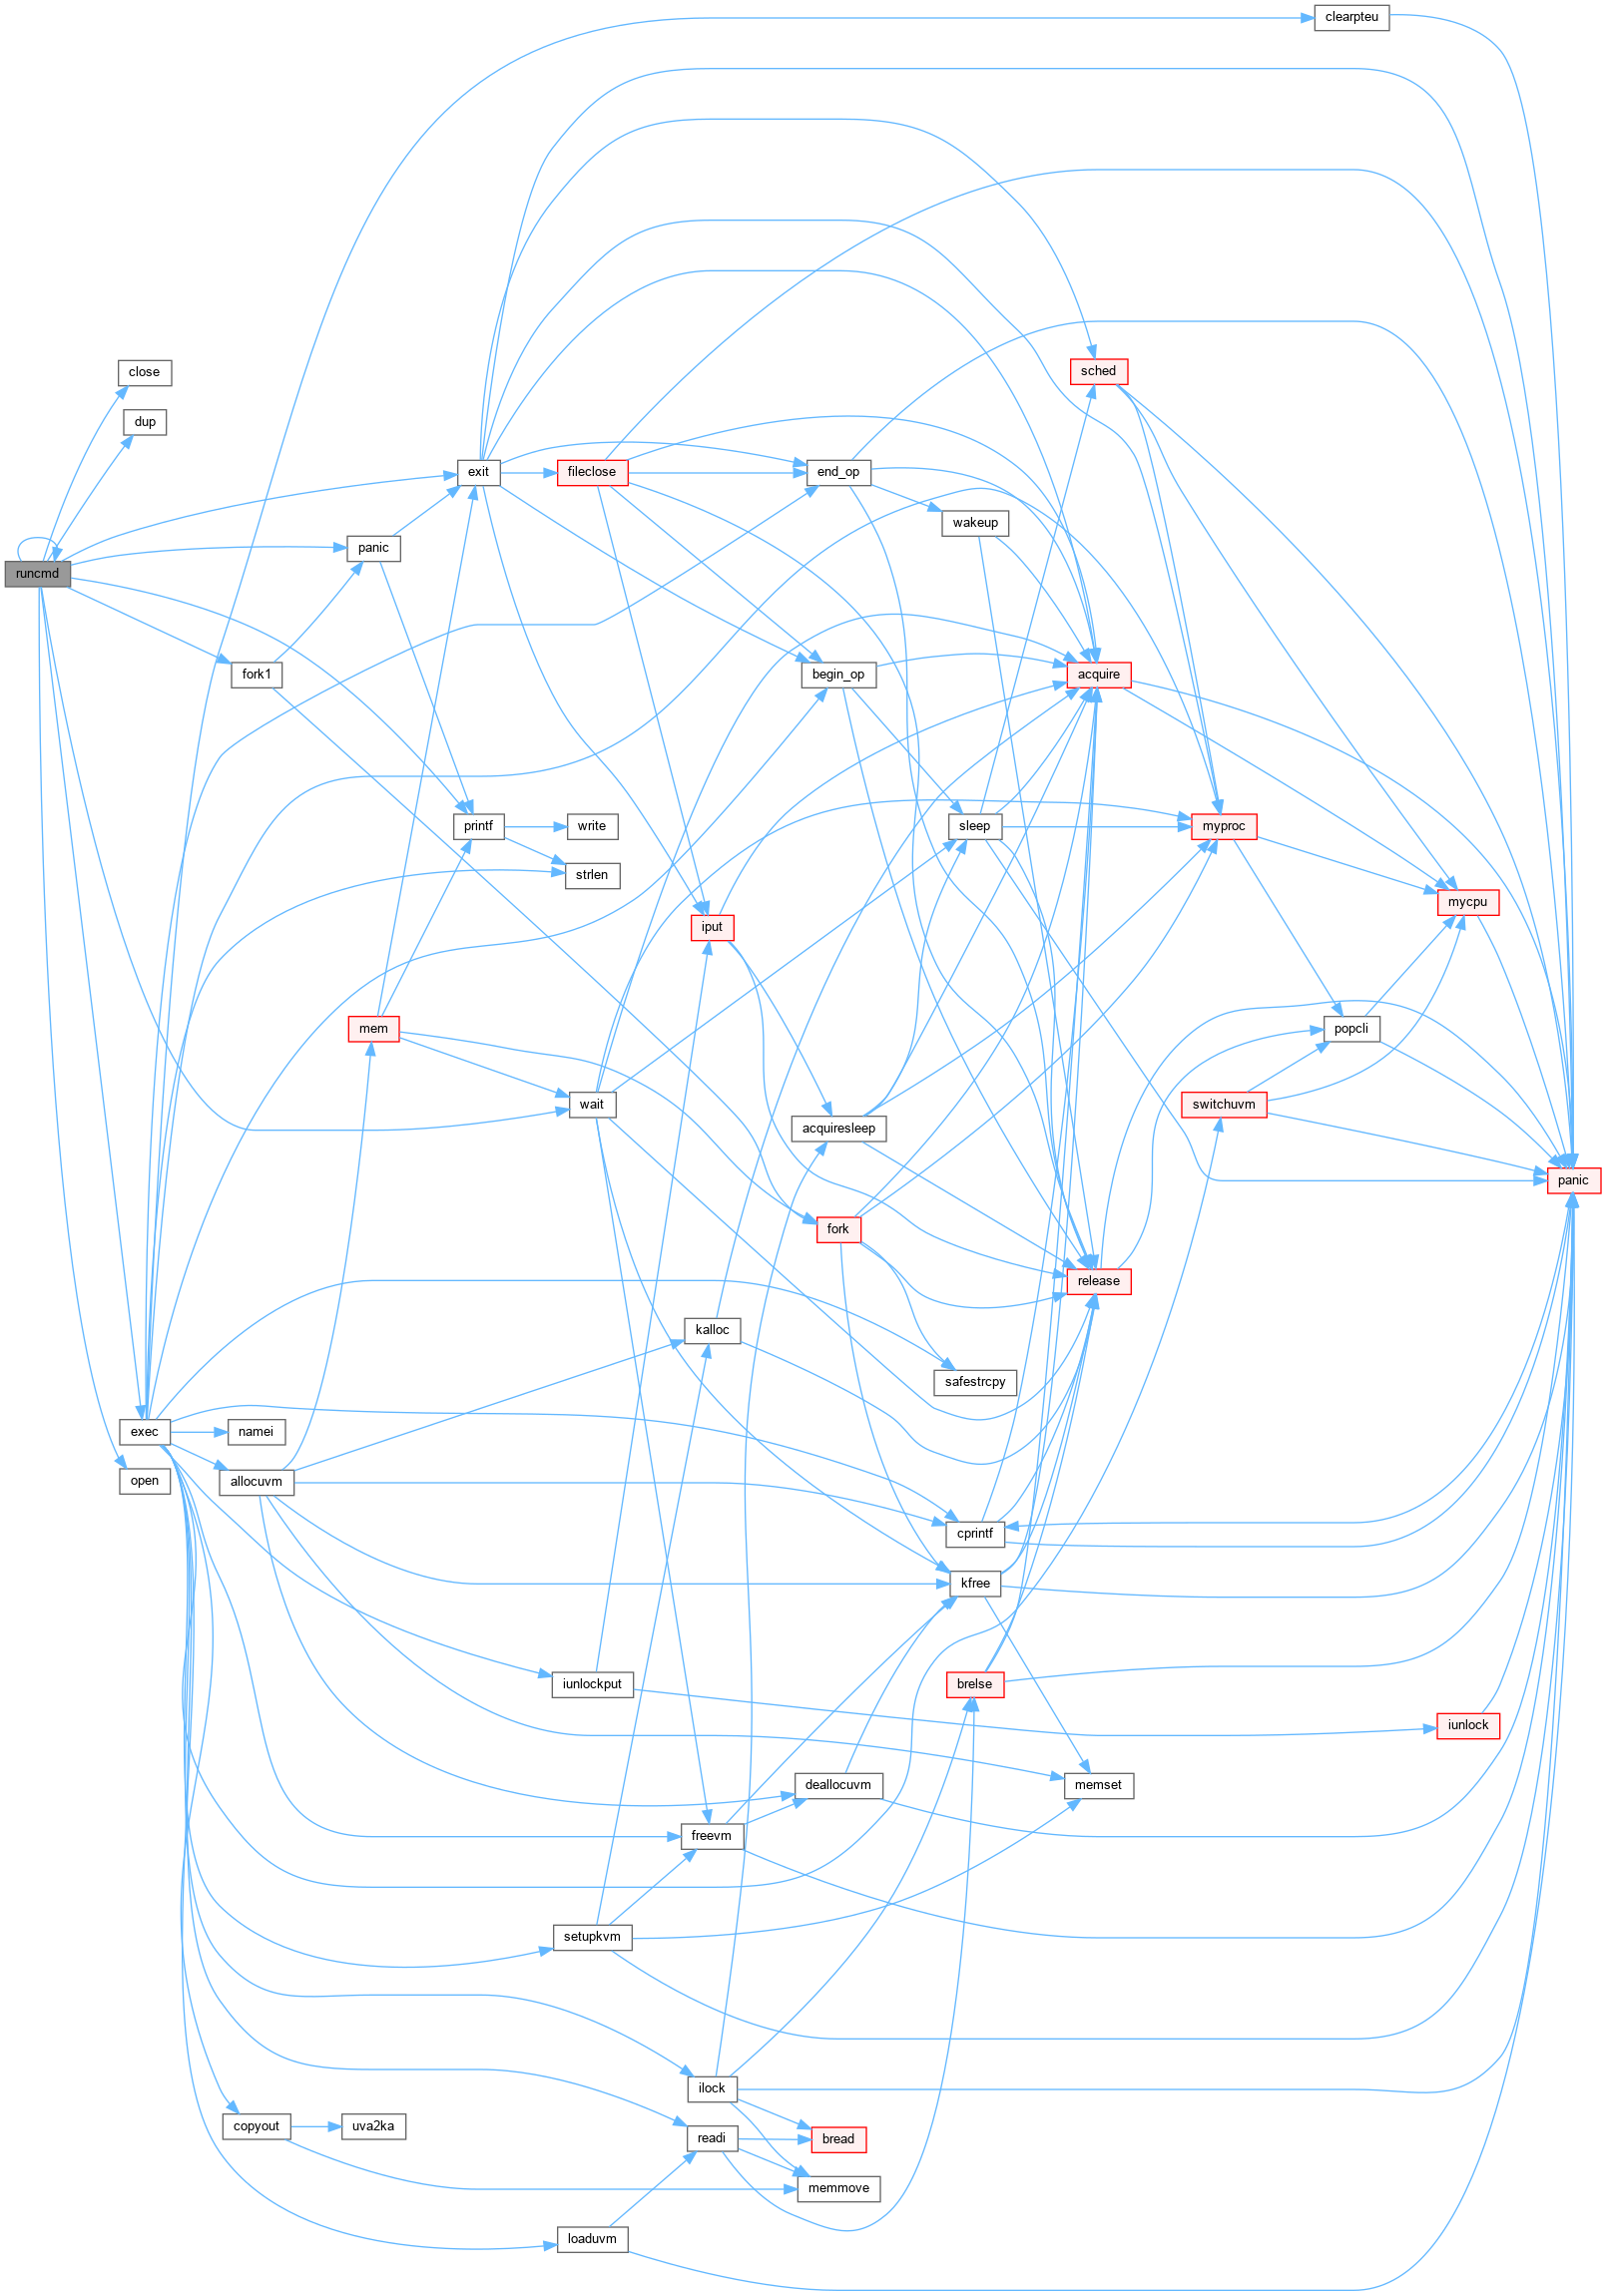 clearpteu
close
sched
dup
exit
fileclose
end_op
wakeup
panic
runcmd
fork1
begin_op
acquire
printf
write
sleep
myproc
strlen
mycpu
iput
mem
popcli
wait
switchuvm
acquiresleep
panic
fork
release
kalloc
safestrcpy
exec
namei
open
allocuvm
cprintf
kfree
iunlockput
brelse
iunlock
deallocuvm
memset
freevm
setupkvm
ilock
copyout
uva2ka
readi
bread
memmove
loaduvm